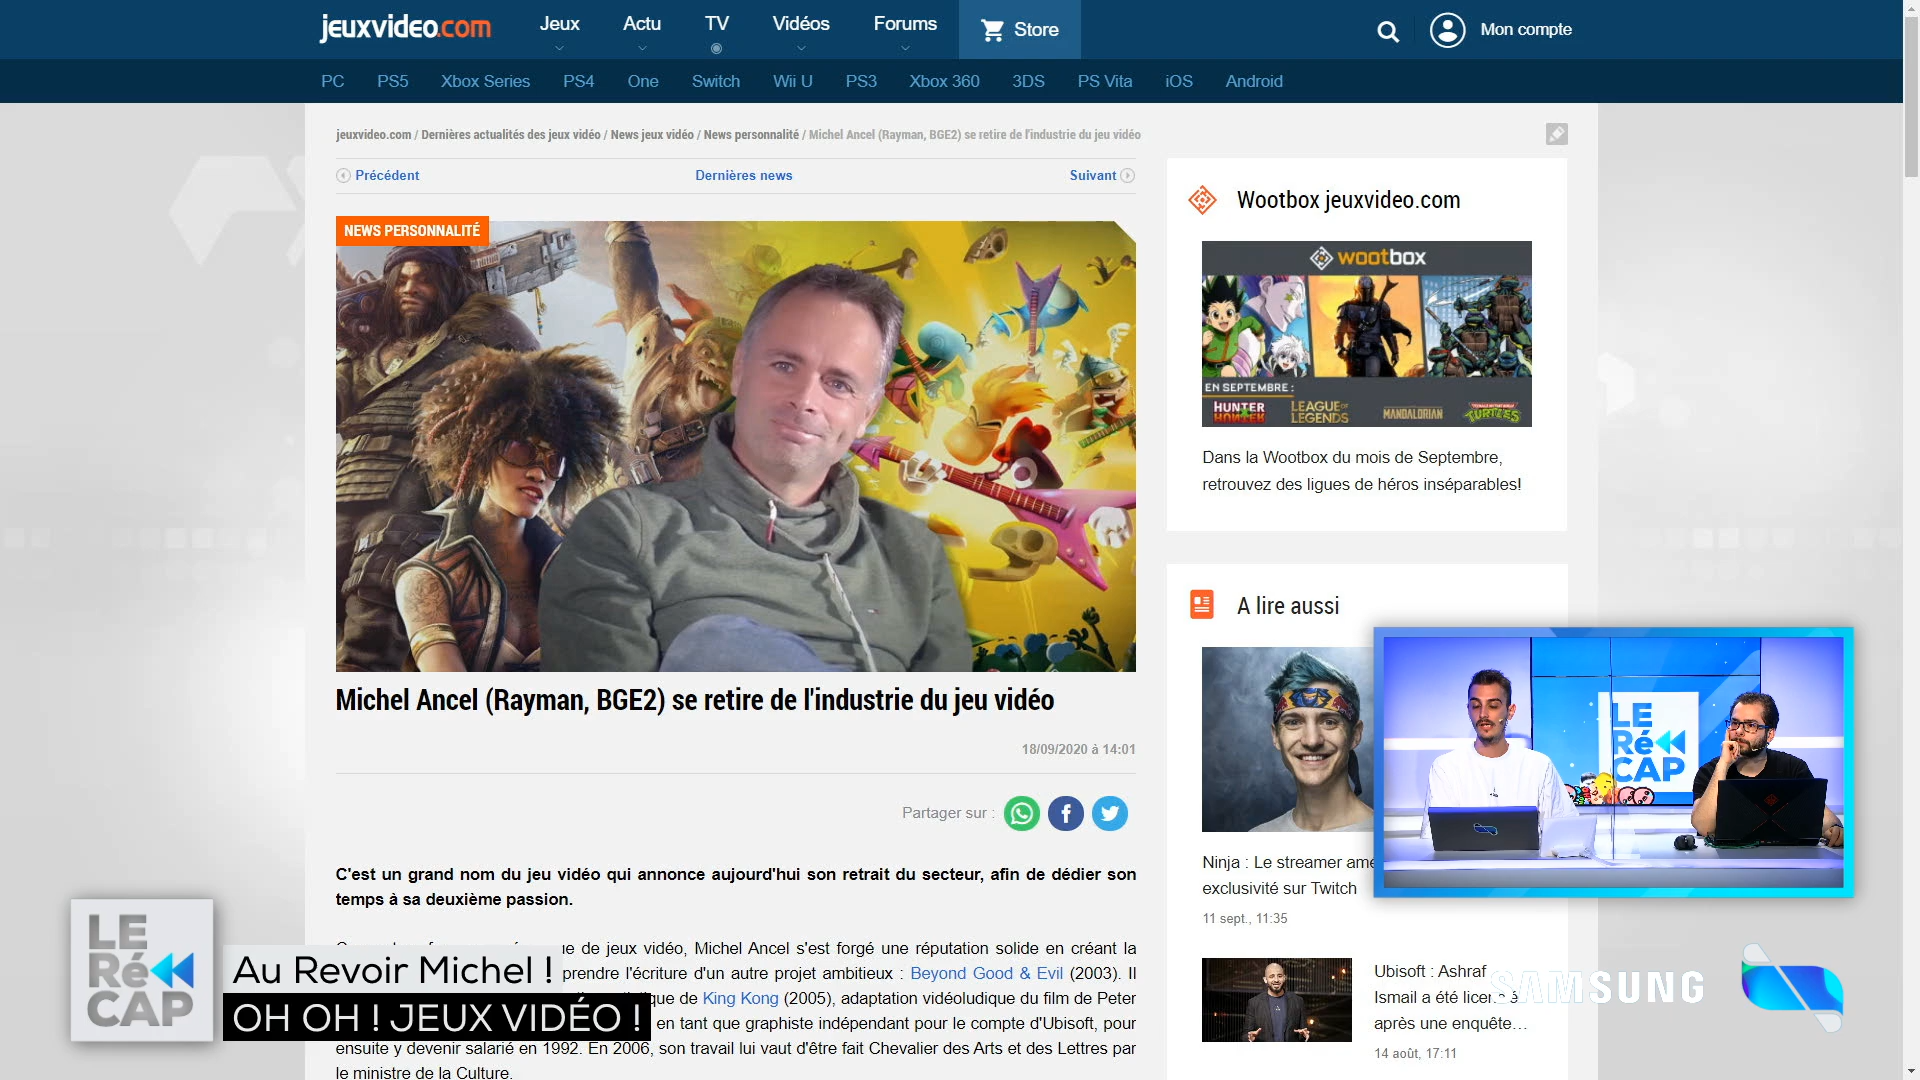 jeuxvideo.com
Jeux
Actu
TV
Vidéos
Forums
Store
Mon compte
PC
PS5
Xbox Series
PS4
One
Switch
Wii U
PS3
Xbox 360
3DS
PS Vita
iOS
Android
jeuxvideo.com / Dernières actualités des jeux vidéo / News jeux vidéo / News personnalité / Michel Ancel (Rayman, BGE2) se retire de l'industrie du jeu vidéo
Précédent
Dernières news
Suivant
NEWS PERSONNALITÉ
Michel Ancel (Rayman, BGE2) se retire de l'industrie du jeu vidéo
18/09/2020 à 14:01
Partager sur :
C'est un grand nom du jeu vidéo qui annonce aujourd'hui son retrait du secteur, afin de dédier son
temps à sa deuxième passion.
de jeux vidéo, Michel Ancel s'est forgé une réputation solide en créant la
prendre l'écriture d'un autre projet ambitieux : Beyond Good & Evil (2003). Il
de King Kong (2005), adaptation vidéoludique du film de Peter
en tant que graphiste indépendant pour le compte d'Ubisoft, pour
ensuite y devenir salarié en 1992. En 2006, son travail lui vaut d'être fait Chevalier des Arts et des Lettres par
le ministre de la Culture.
Wootbox jeuxvideo.com
wootbox
EN SEPTEMBRE :
HUNTER
HUNTER
LEAGUE OF
LEGENDS
MANDALORIAN
TURTLES
Dans la Wootbox du mois de Septembre,
retrouvez des ligues de héros inséparables!
A lire aussi
Ninja : Le streamer
exclusivité sur Twitch
11 sept., 11:35
Ubisoft : Ashraf
Ismail a été
après une enquête…
14 août, 17:11
LE
Ré
CAP
LE
Ré
CAP
Au Revoir Michel !
OH OH ! JEUX VIDÉO !
SAMSUNG